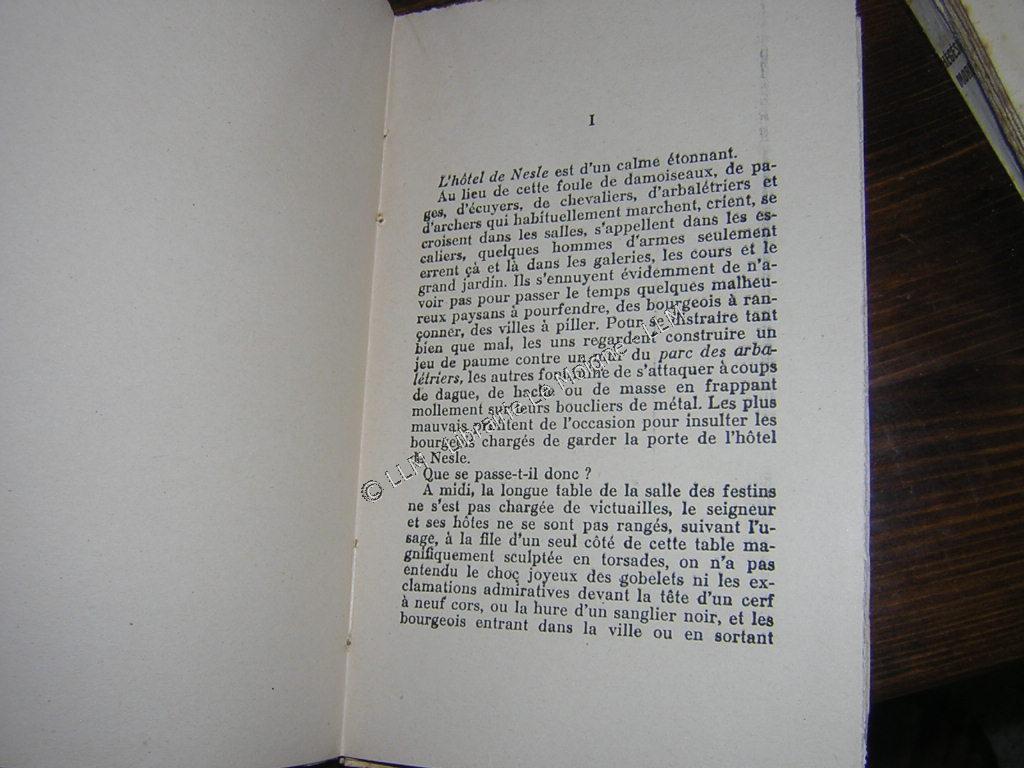 I
L'hôtel de Nesle est d'un calme étonnant.
Au lieu de cette foule de damoiseaux, de pa-
ges, d'écuyers, de chevaliers, d'arbalétriers et
d'archers qui habituellement marchent, crient, se
croisent dans les salles, s'appellent dans les es-
caliers, quelques hommes d'armes seulement
errent çà et là dans les galeries, les cours et le
grand jardin. Ils s'ennuyent évidemment de n'a-
voir pas pour passer le temps quelques malheu-
reux paysans à pourfendre, des bourgeois à ran-
çonner, des villes à piller. Pour se distraire tant
bien que mal, les uns regardent construire un
jeu de paume contre un mur du parc des arba-
létriers, les autres font mine de s'attaquer à coups
de dague, de hache ou de masse en frappant
mollement sur leurs boucliers de métal. Les plus
mauvais profitent de l'occasion pour insulter les
bourgeois chargés de garder la porte de l'hôtel
de Nesle.
Que se passe-t-il donc ?
A midi, la longue table de la salle des festins
ne s'est pas chargée de victuailles, le seigneur
et ses hôtes ne se sont pas rangés, suivant l'u-
sage, à la file d'un seul côté de cette table ma-
gnifiquement sculptée en torsades, on n'a pas
entendu le choc joyeux des gobelets ni les ex-
clamations admiratives devant la tête d'un cerf
à neuf cors, ou la hure d'un sanglier noir, et les
bourgeois entrant dans la ville ou en sortant
© LLM Librairie Le Moigne LLM